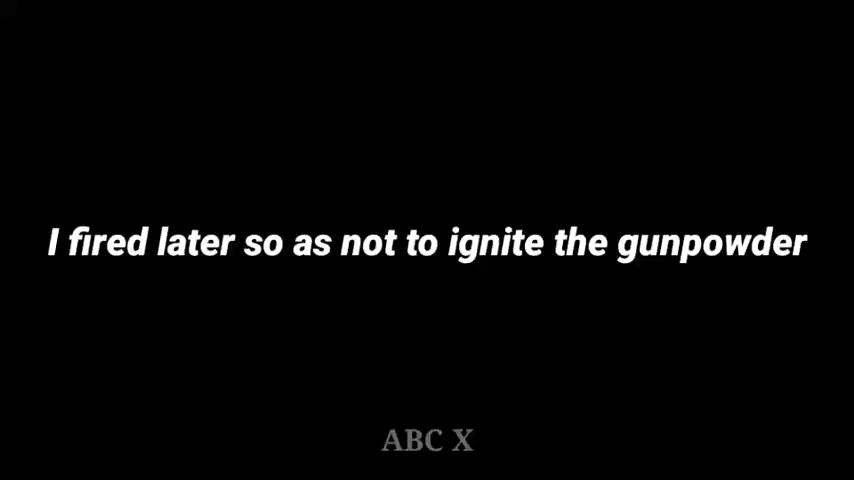 I fired later so as not to ignite the gunpowder
ABC X